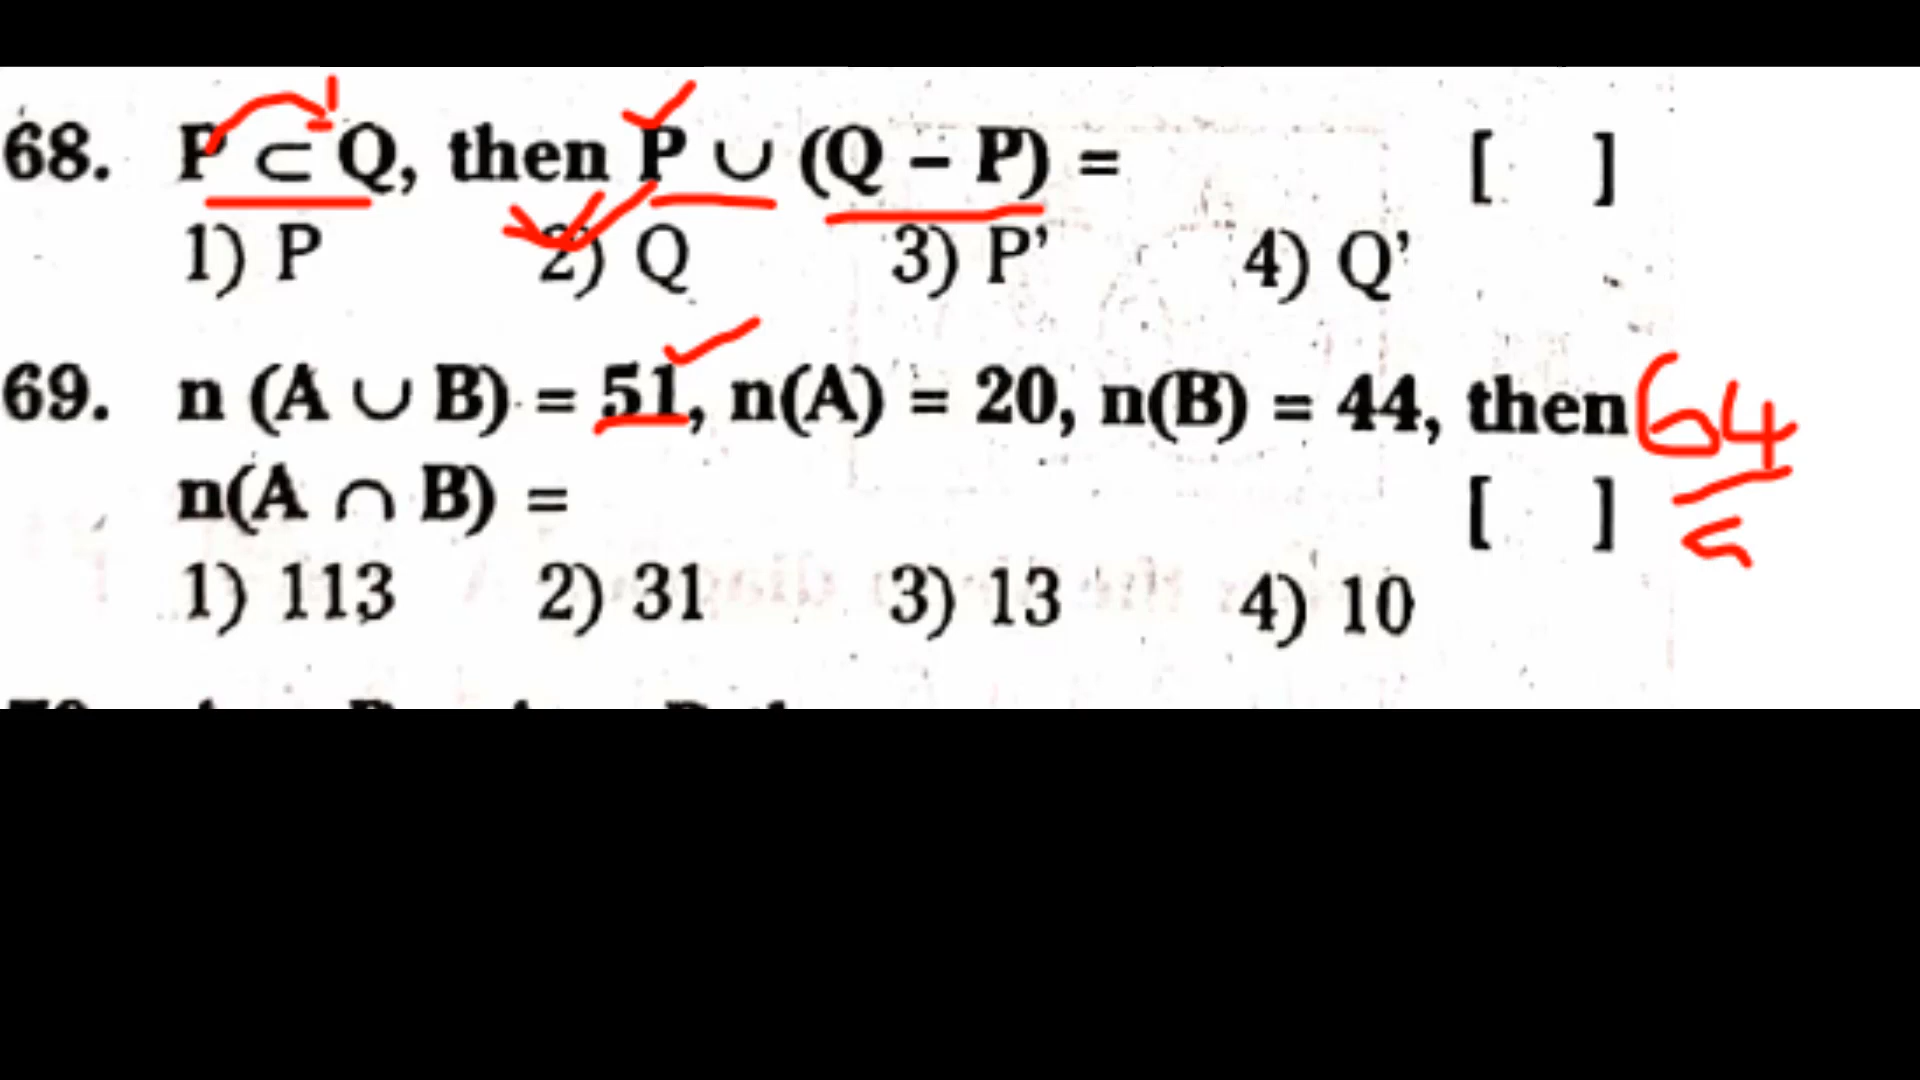 68. P ⊂ Q, then P ∪ (Q – P) = [ ]
1) P 2) Q 3) P' 4) Q'
69. n (A ∪ B) = 51, n(A) = 20, n(B) = 44, then 64
n(A ∩ B) = [ ]
1) 113 2) 31 3) 13 4) 10